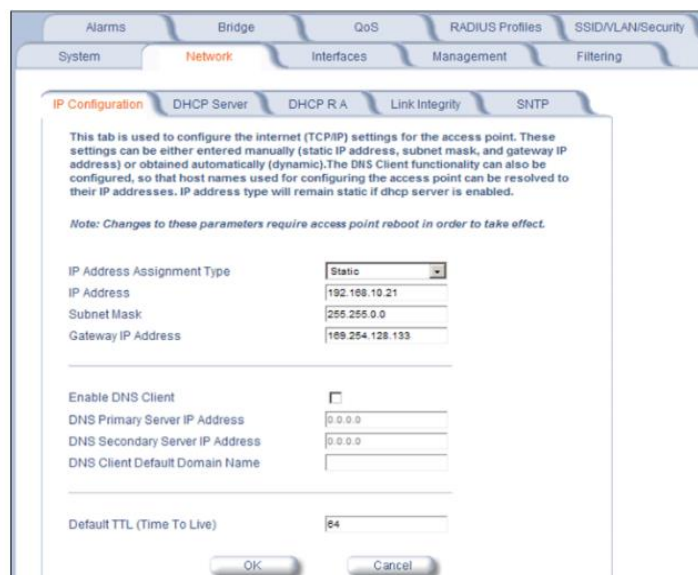 Alarms Bridge QoS RADIUS Profiles SSID/VLAN/Security
System Network Interfaces Management Filtering
IP Configuration DHCP Server DHCP R A Link Integrity SNTP
This tab is used to configure the internet (TCP/IP) settings for the access point. These
settings can be either entered manually (static IP address, subnet mask, and gateway IP
address) or obtained automatically (dynamic).The DNS Client functionality can also be
configured, so that host names used for configuring the access point can be resolved to
their IP addresses. IP address type will remain static if dhcp server is enabled.
Note: Changes to these parameters require access point reboot in order to take effect.
IP Address Assignment Type Static
IP Address 192.168.10.21
Subnet Mask 255.255.0.0
Gateway IP Address 169.254.128.133
Enable DNS Client
DNS Primary Server IP Address 0.0.0.0
DNS Secondary Server IP Address 0.0.0.0
DNS Client Default Domain Name
Default TTL (Time To Live) 64
OK Cancel